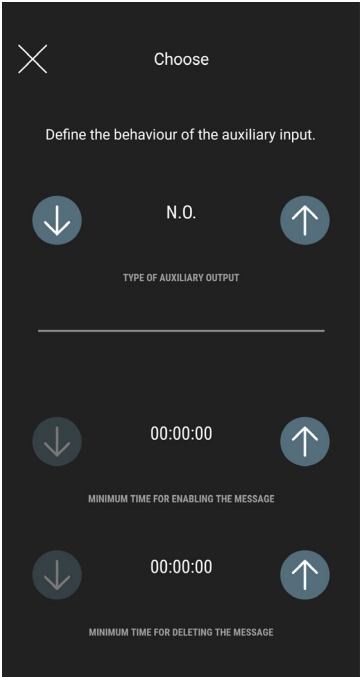 Choose
Define the behaviour of the auxiliary input.
N.O.
TYPE OF AUXILIARY OUTPUT
00:00:00
MINIMUM TIME FOR ENABLING THE MESSAGE
00:00:00
MINIMUM TIME FOR DELETING THE MESSAGE